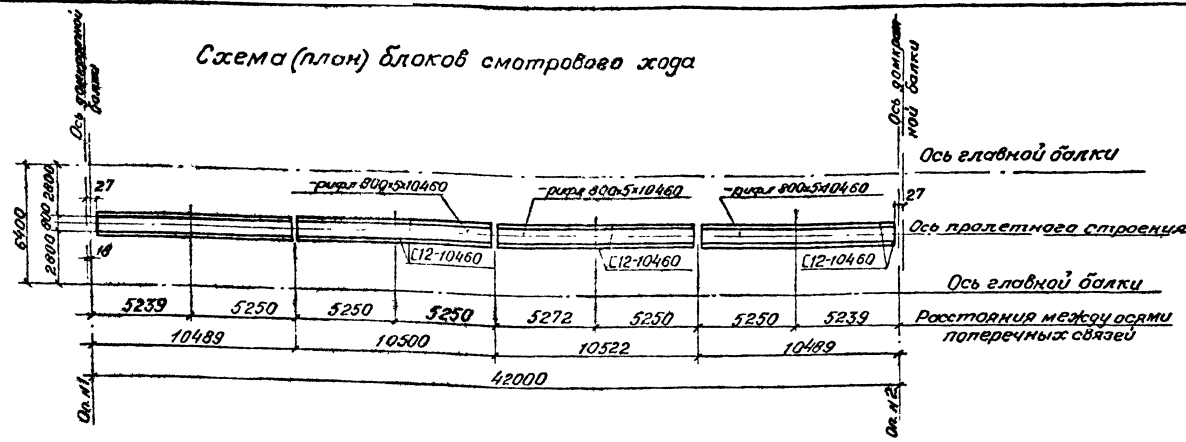 Схема (план) блоков смотрового хода
Ось домкратной балки
Ось домкрат
ной балки
Ось главной балки
27
-рифл 800×5×10460
-рифл 800×5×10460
-рифл 800×5×10460
27
6400
2800
800
2800
Ось пролетного строения
18
[12-10460
[12-10460
[12-10460
Ось главной балки
5239
5250
5250
5250
5272
5250
5250
5239
Расстояния между осями
поперечных связей
10489
10500
10522
10489
42000
Оп. №1
Оп. №2